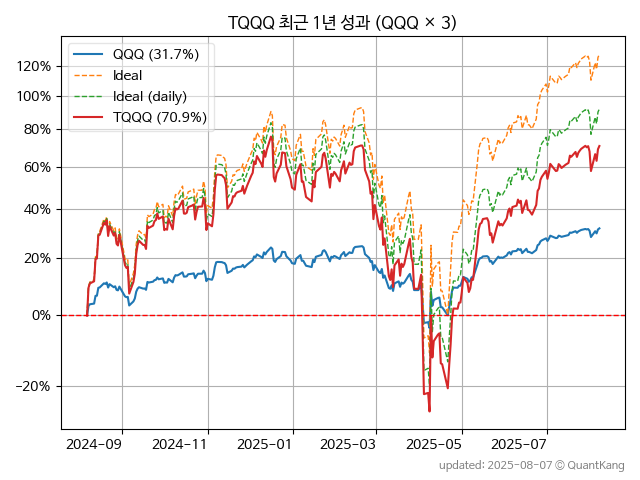 TQQQ 최근 1년 성과 (QQQ × 3)
QQQ (31.7%)
Ideal
Ideal (daily)
TQQQ (70.9%)
120%
100%
80%
60%
40%
20%
0%
−20%
2024-09 2024-11 2025-01 2025-03 2025-05 2025-07
updated: 2025-08-07 © QuantKang